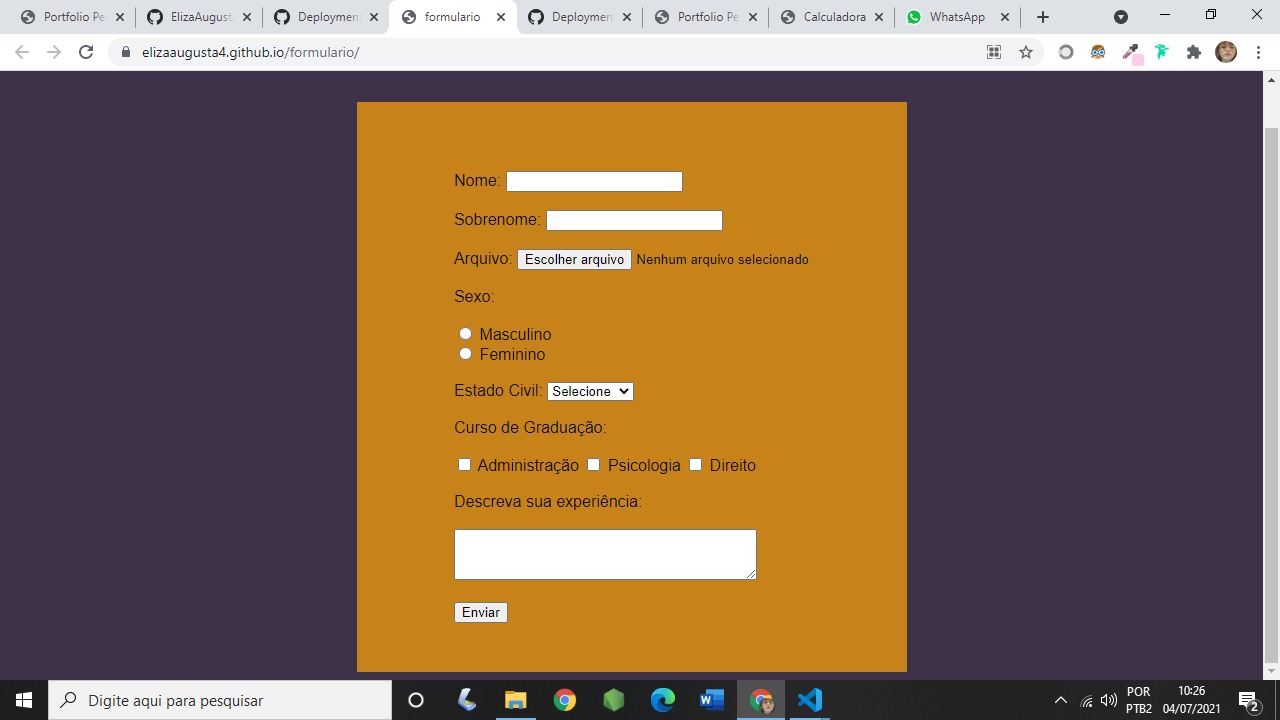 Portfolio Pe
ElizaAugust
Deploymen
formulario
Deploymen
Portfolio Pe
Calculadora
WhatsApp
elizaaugusta4.github.io/formulario/
Nome:
Sobrenome:
Arquivo: Escolher arquivo Nenhum arquivo selecionado
Sexo:
Masculino
Feminino
Estado Civil: Selecione
Curso de Graduação:
Administração Psicologia Direito
Descreva sua experiência:
Enviar
Digite aqui para pesquisar
POR
PTB2
10:26
04/07/2021
2